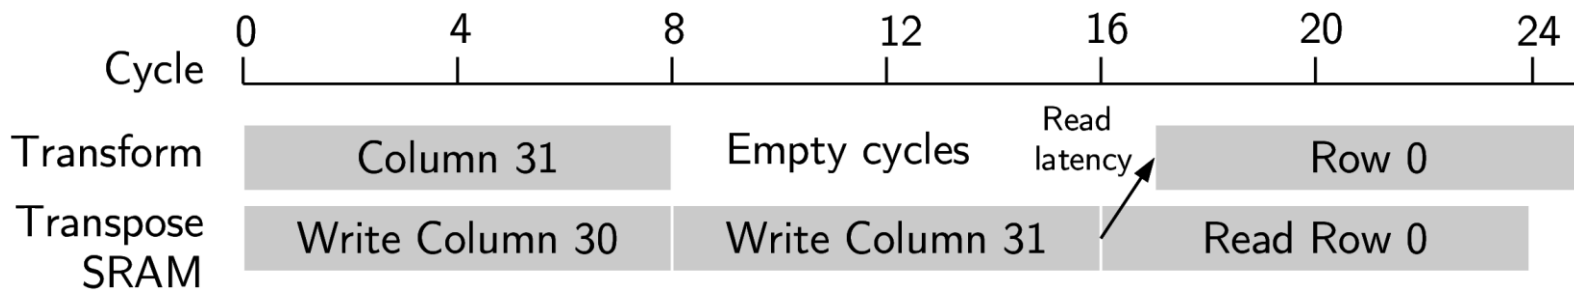 0 4 8 12 16 20 24
Cycle
Read
latency
Transform Column 31 Empty cycles Row 0
Transpose
SRAM
Write Column 30 Write Column 31 Read Row 0